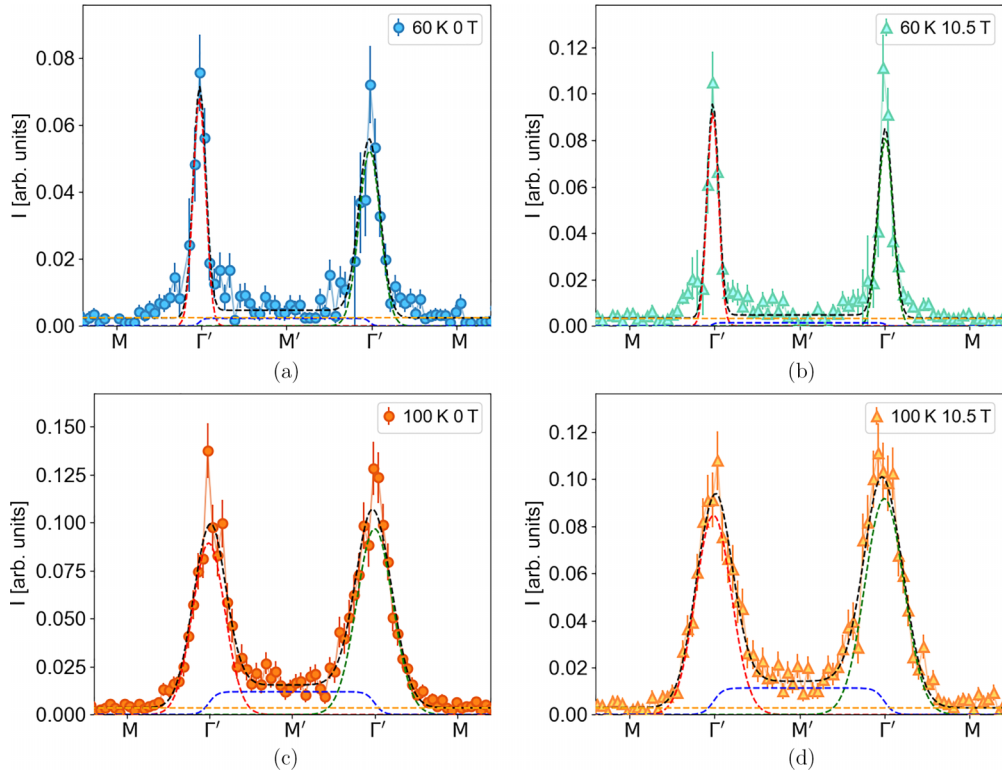 60 K 0 T
I [arb. units]
0.08
0.06
0.04
0.02
0.00
M Γ′ M′ Γ′ M
(a)
60 K 10.5 T
I [arb. units]
0.12
0.10
0.08
0.06
0.04
0.02
0.00
M Γ′ M′ Γ′ M
(b)
100 K 0 T
I [arb. units]
0.150
0.125
0.100
0.075
0.050
0.025
0.000
M Γ′ M′ Γ′ M
(c)
100 K 10.5 T
I [arb. units]
0.12
0.10
0.08
0.06
0.04
0.02
0.00
M Γ′ M′ Γ′ M
(d)